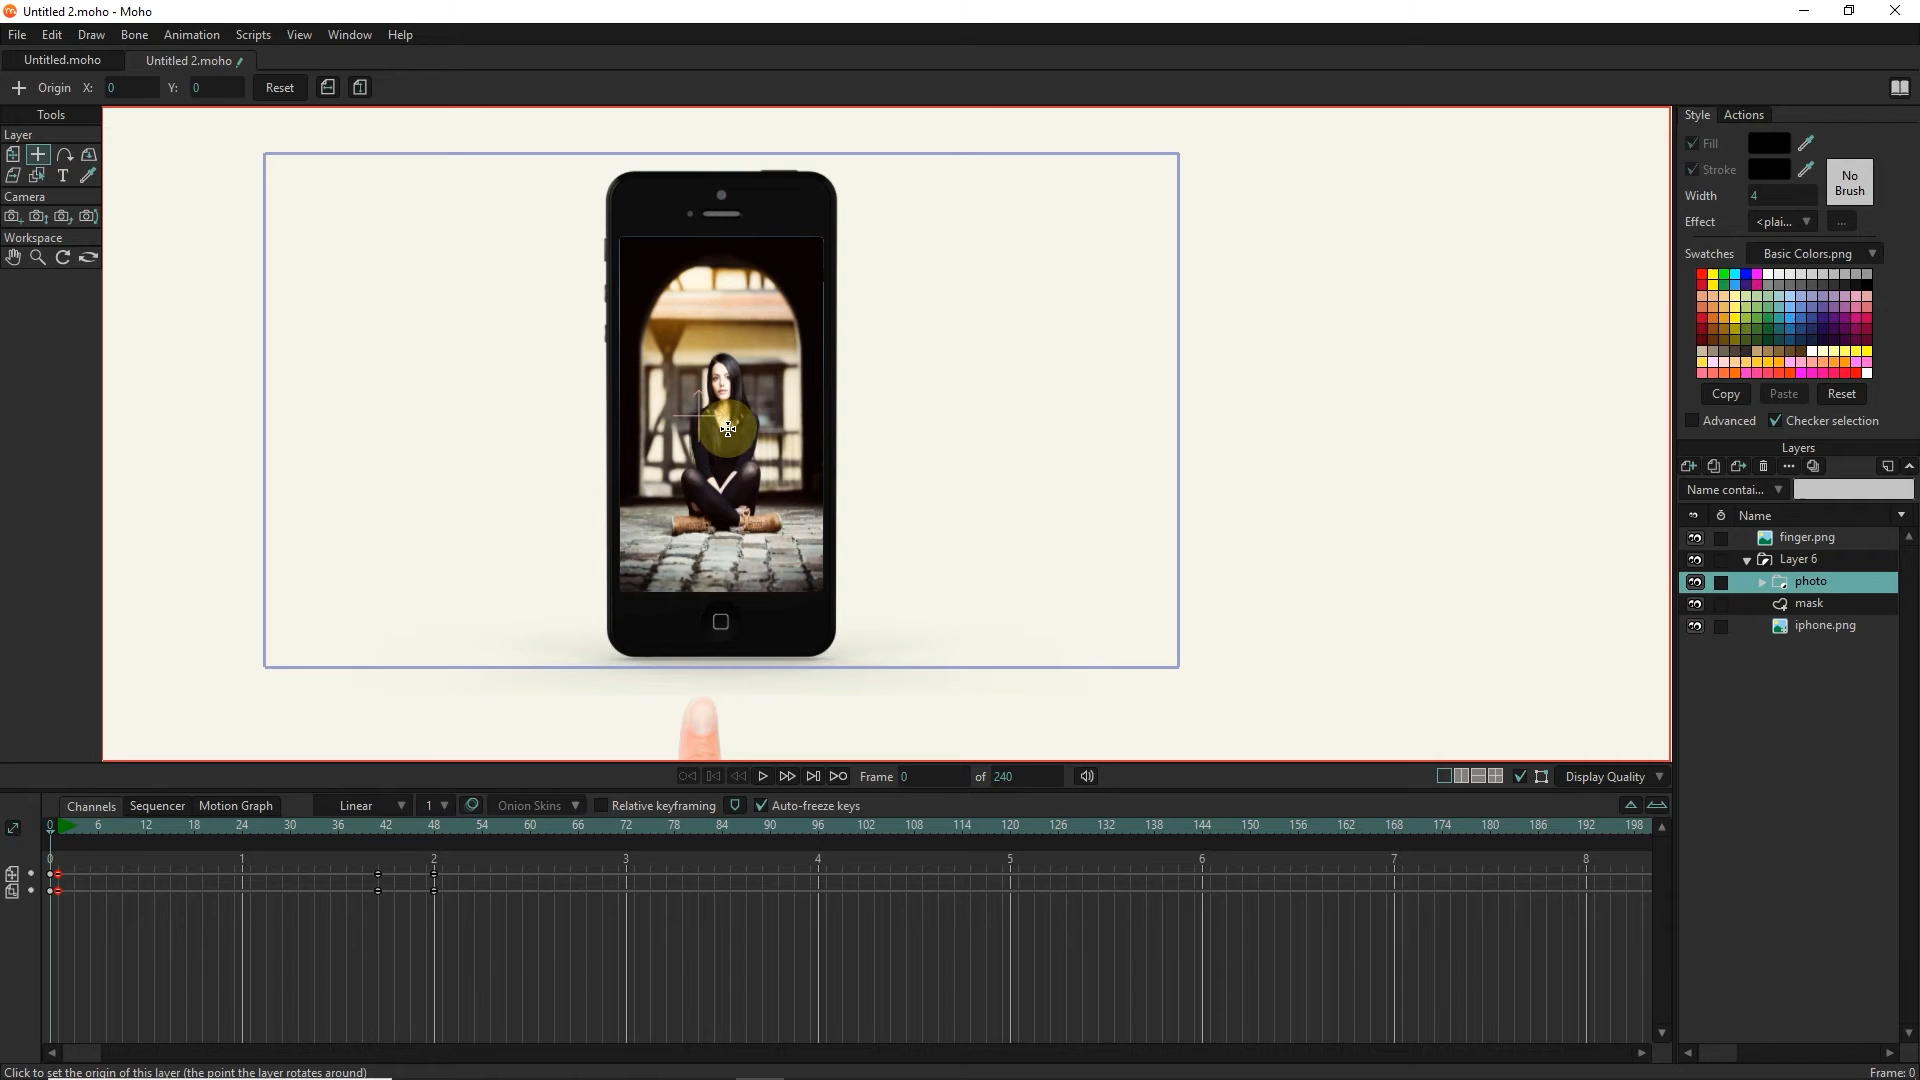 Untitled 2.moho - Moho
File Edit Draw Bone Animation Scripts View Window Help
Untitled.moho Untitled 2.moho
Origin X: 0 Y: 0 Reset
Tools
Layer
Camera
Workspace
Style Actions
Fill
Stroke
No Brush
Width 4
Effect <plai... ...
Swatches Basic Colors.png
Copy Paste Reset
Advanced Checker selection
Layers
Name contai...
Name
finger.png
Layer 6
photo
mask
iphone.png
Frame 0 of 240 Display Quality
Channels Sequencer Motion Graph Linear 1 Onion Skins Relative keyframing Auto-freeze keys
0 6 12 18 24 30 36 42 48 54 60 66 72 78 84 90 96 102 108 114 120 126 132 138 144 150 156 162 168 174 180 186 192 198
0 1 2 3 4 5 6 7 8
Click to set the origin of this layer (the point the layer rotates around) Frame: 0